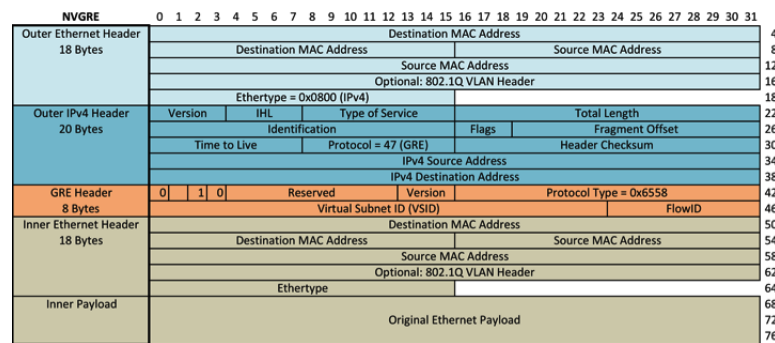 NVGRE 0 1 2 3 4 5 6 7 8 9 10 11 12 13 14 15 16 17 18 19 20 21 22 23 24 25 26 27 28 29 30 31
Outer Ethernet Header Destination MAC Address 4
18 Bytes Destination MAC Address Source MAC Address 8
Source MAC Address 12
Optional: 802.1Q VLAN Header 16
Ethertype = 0x0800 (IPv4) 18
Outer IPv4 Header Version IHL Type of Service Total Length 22
20 Bytes Identification Flags Fragment Offset 26
Time to Live Protocol = 47 (GRE) Header Checksum 30
IPv4 Source Address 34
IPv4 Destination Address 38
GRE Header 0 1 0 Reserved Version Protocol Type = 0x6558 42
8 Bytes Virtual Subnet ID (VSID) FlowID 46
Inner Ethernet Header Destination MAC Address 50
18 Bytes Destination MAC Address Source MAC Address 54
Source MAC Address 58
Optional: 802.1Q VLAN Header 62
Ethertype 64
Inner Payload 68
Original Ethernet Payload 72
76